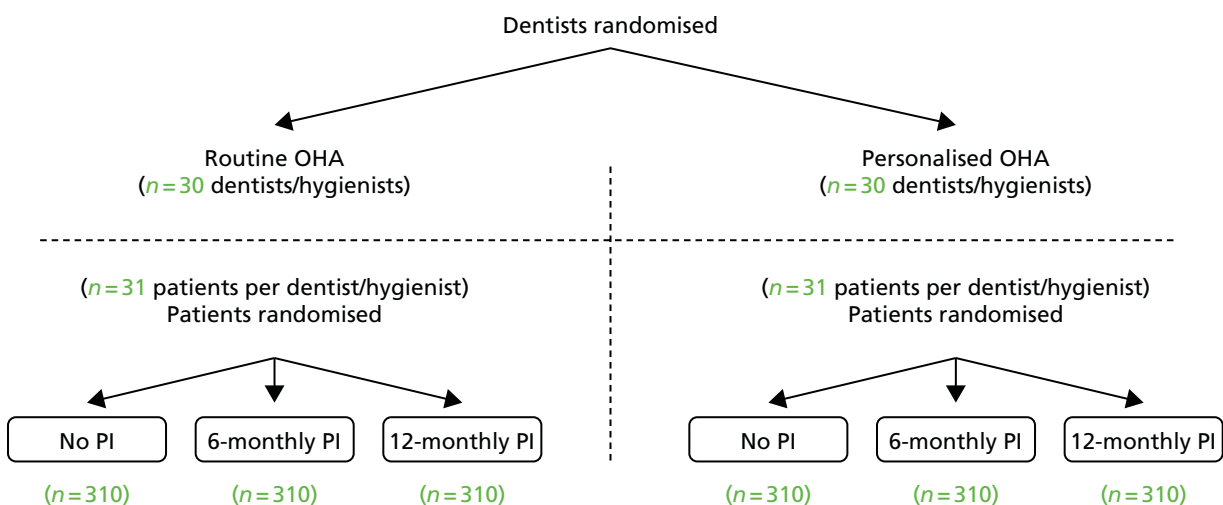 Dentists randomised
Routine OHA
(n=30 dentists/hygienists)
Personalised OHA
(n=30 dentists/hygienists)
(n=31 patients per dentist/hygienist)
Patients randomised
(n=31 patients per dentist/hygienist)
Patients randomised
No PI
6-monthly PI
12-monthly PI
No PI
6-monthly PI
12-monthly PI
(n=310)
(n=310)
(n=310)
(n=310)
(n=310)
(n=310)